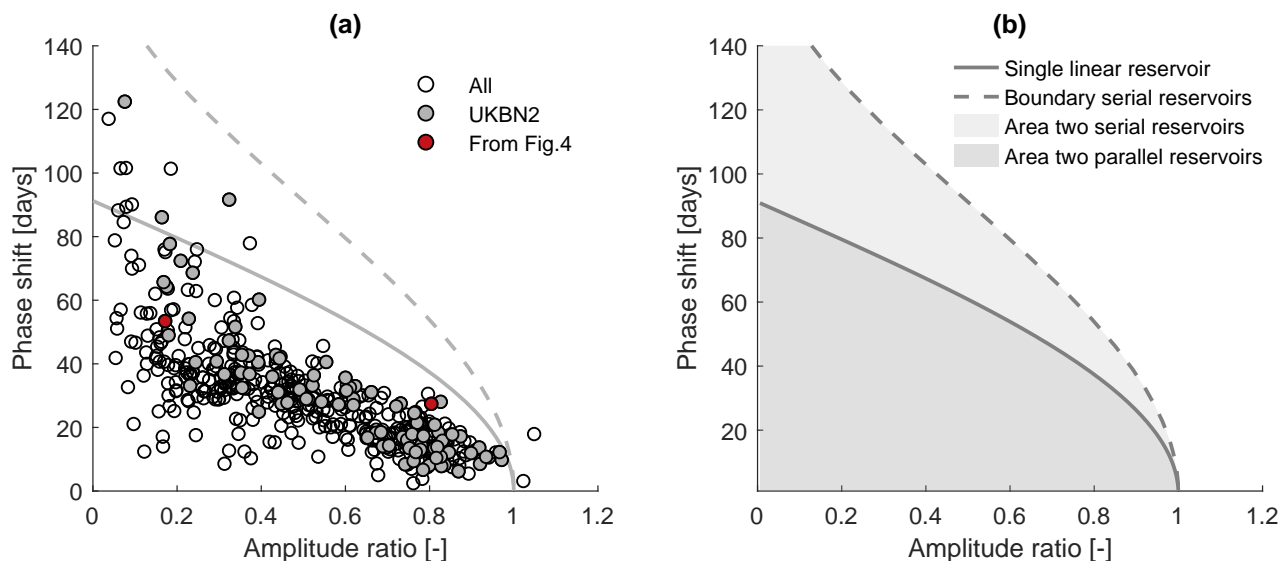 (a)
Phase shift [days]
140
120
100
80
60
40
20
0
All
UKBN2
From Fig.4
0 0.2 0.4 0.6 0.8 1 1.2
Amplitude ratio [-]
(b)
Phase shift [days]
140
120
100
80
60
40
20
Single linear reservoir
Boundary serial reservoirs
Area two serial reservoirs
Area two parallel reservoirs
0 0.2 0.4 0.6 0.8 1 1.2
Amplitude ratio [-]